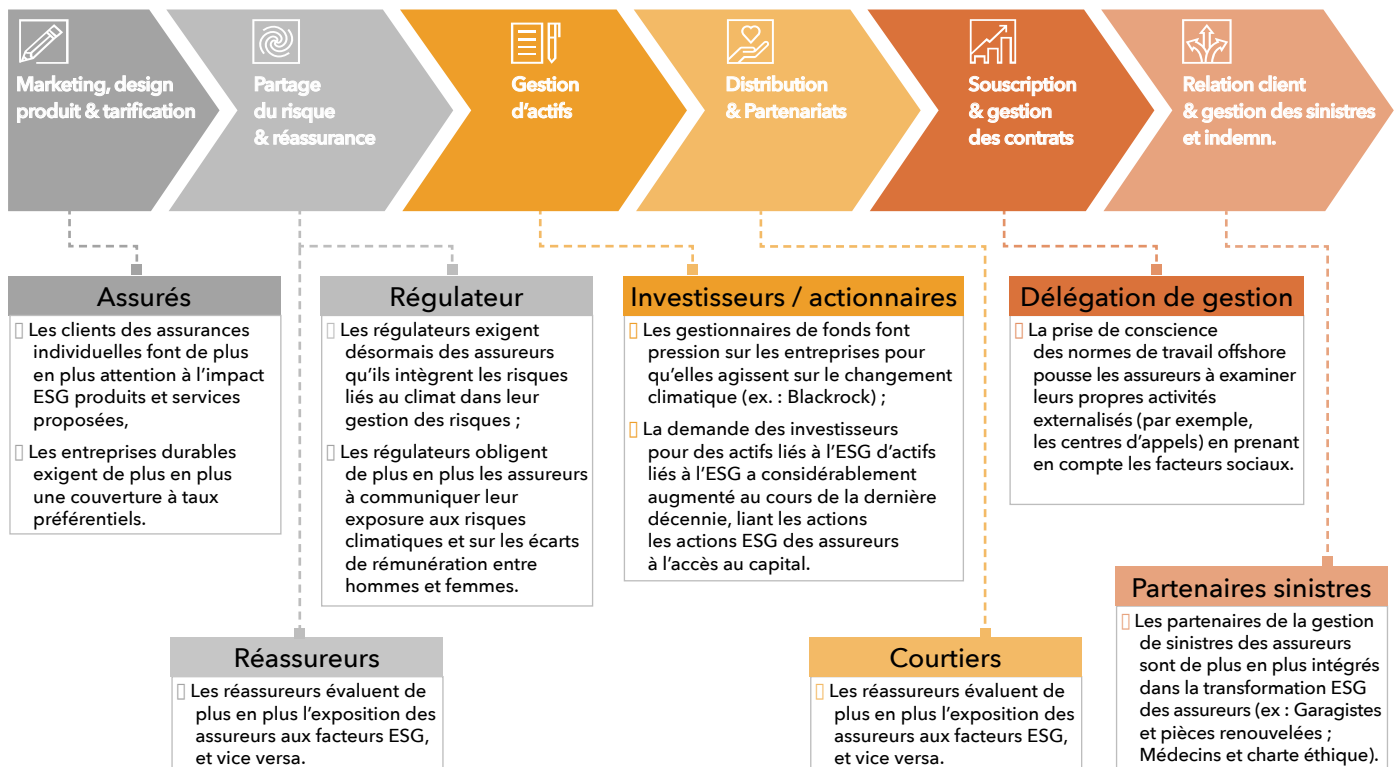 Marketing, design
produit & tarification
Partage
du risque
& réassurance
Gestion
d'actifs
Distribution
& Partenariats
Souscription
& gestion
des contrats
Relation client
& gestion des sinistres
et indemn.
Assurés
Les clients des assurances
individuelles font de plus
en plus attention à l'impact
ESG produits et services
proposées,
Les entreprises durables
exigent de plus en plus
une couverture à taux
préférentiels.
Régulateur
Les régulateurs exigent
désormais des assureurs
qu'ils intègrent les risques
liés au climat dans leur
gestion des risques ;
Les régulateurs obligent
de plus en plus les assureurs
à communiquer leur
exposure aux risques
climatiques et sur les écarts
de rémunération entre
hommes et femmes.
Investisseurs / actionnaires
Les gestionnaires de fonds font
pression sur les entreprises pour
qu'elles agissent sur le changement
climatique (ex. : Blackrock) ;
La demande des investisseurs
pour des actifs liés à l'ESG d'actifs
liés à l'ESG a considérablement
augmenté au cours de la dernière
décennie, liant les actions
les actions ESG des assureurs
à l'accès au capital.
Délégation de gestion
La prise de conscience
des normes de travail offshore
pousse les assureurs à examiner
leurs propres activités
externalisés (par exemple,
les centres d'appels) en prenant
en compte les facteurs sociaux.
Réassureurs
Les réassureurs évaluent de
plus en plus l'exposition des
assureurs aux facteurs ESG,
et vice versa.
Courtiers
Les réassureurs évaluent de
plus en plus l'exposition des
assureurs aux facteurs ESG,
et vice versa.
Partenaires sinistres
Les partenaires de la gestion
de sinistres des assureurs
sont de plus en plus intégrés
dans la transformation ESG
des assureurs (ex : Garagistes
et pièces renouvelées ;
Médecins et charte éthique).